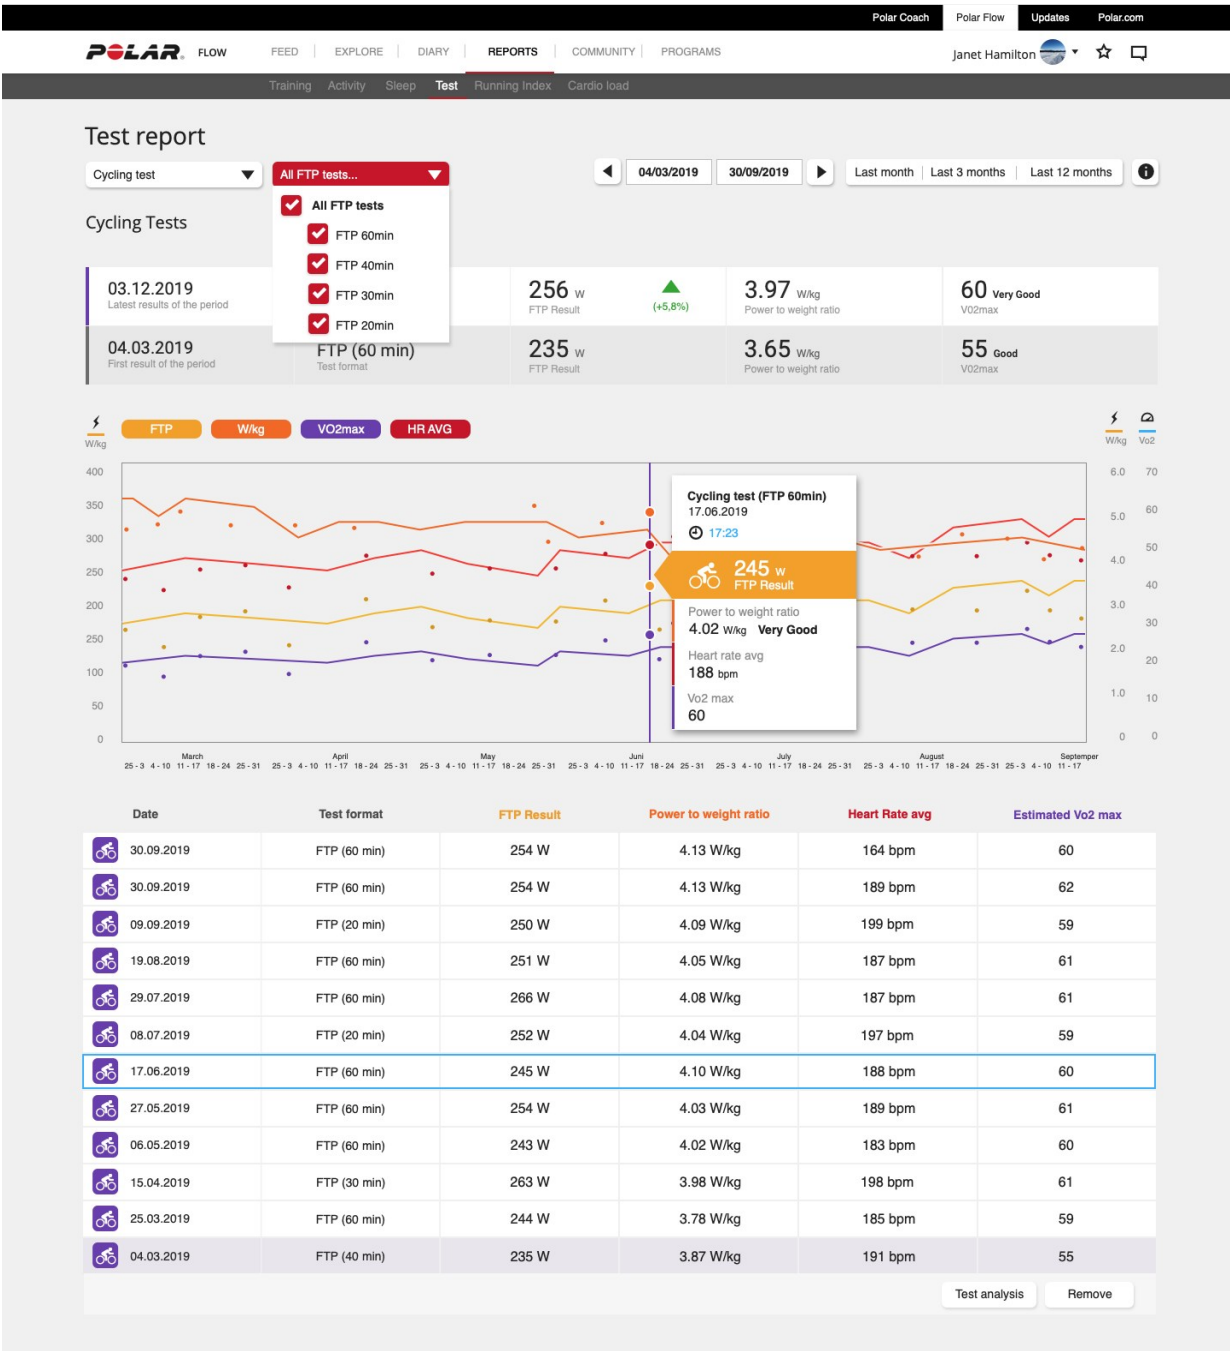 Polar Coach Polar Flow Updates Polar.com
POLAR. FLOW FEED EXPLORE DIARY REPORTS COMMUNITY PROGRAMS Janet Hamilton
Training Activity Sleep Test Running Index Cardio load
Test report
Cycling test All FTP tests... 04/03/2019 30/09/2019 Last month Last 3 months Last 12 months
All FTP tests
Cycling Tests
FTP 60min
FTP 40min
FTP 30min
FTP 20min
03.12.2019 256 W (+5,8%) 3.97 W/kg 60 Very Good
Latest results of the period FTP Result Power to weight ratio V02max
04.03.2019 FTP (60 min) 235 W 3.65 W/kg 55 Good
First result of the period Test format FTP Result Power to weight ratio V02max
FTP W/kg VO2max HR AVG
W/kg W/kg Vo2
400 6.0 70
350 5.0 60
300 50
250 4.0 40
200 3.0 30
250 2.0
100 20
50 1.0 10
0 0 0
Cycling test (FTP 60min)
17.06.2019
17:23
245 W
FTP Result
Power to weight ratio
4.02 W/kg Very Good
Heart rate avg
188 bpm
Vo2 max
60
March April May Juni July August Septemper
25 - 3 4 - 10 11 - 17 18 - 24 25 - 31 25 - 3 4 - 10 11 - 17 18 - 24 25 - 31 25 - 3 4 - 10 11 - 17 18 - 24 25 - 31 25 - 3 4 - 10 11 - 17 18 - 24 25 - 31 25 - 3 4 - 10 11 - 17 18 - 24 25 - 31 25 - 3 4 - 10 11 - 17 18 - 24 25 - 31 25 - 3 4 - 10 11 - 17
Date Test format FTP Result Power to weight ratio Heart Rate avg Estimated Vo2 max
30.09.2019 FTP (60 min) 254 W 4.13 W/kg 164 bpm 60
30.09.2019 FTP (60 min) 254 W 4.13 W/kg 189 bpm 62
09.09.2019 FTP (20 min) 250 W 4.09 W/kg 199 bpm 59
19.08.2019 FTP (60 min) 251 W 4.05 W/kg 187 bpm 61
29.07.2019 FTP (60 min) 266 W 4.08 W/kg 187 bpm 61
08.07.2019 FTP (20 min) 252 W 4.04 W/kg 197 bpm 59
17.06.2019 FTP (60 min) 245 W 4.10 W/kg 188 bpm 60
27.05.2019 FTP (60 min) 254 W 4.03 W/kg 189 bpm 61
06.05.2019 FTP (60 min) 243 W 4.02 W/kg 183 bpm 60
15.04.2019 FTP (30 min) 263 W 3.98 W/kg 198 bpm 61
25.03.2019 FTP (60 min) 244 W 3.78 W/kg 185 bpm 59
04.03.2019 FTP (40 min) 235 W 3.87 W/kg 191 bpm 55
Test analysis Remove